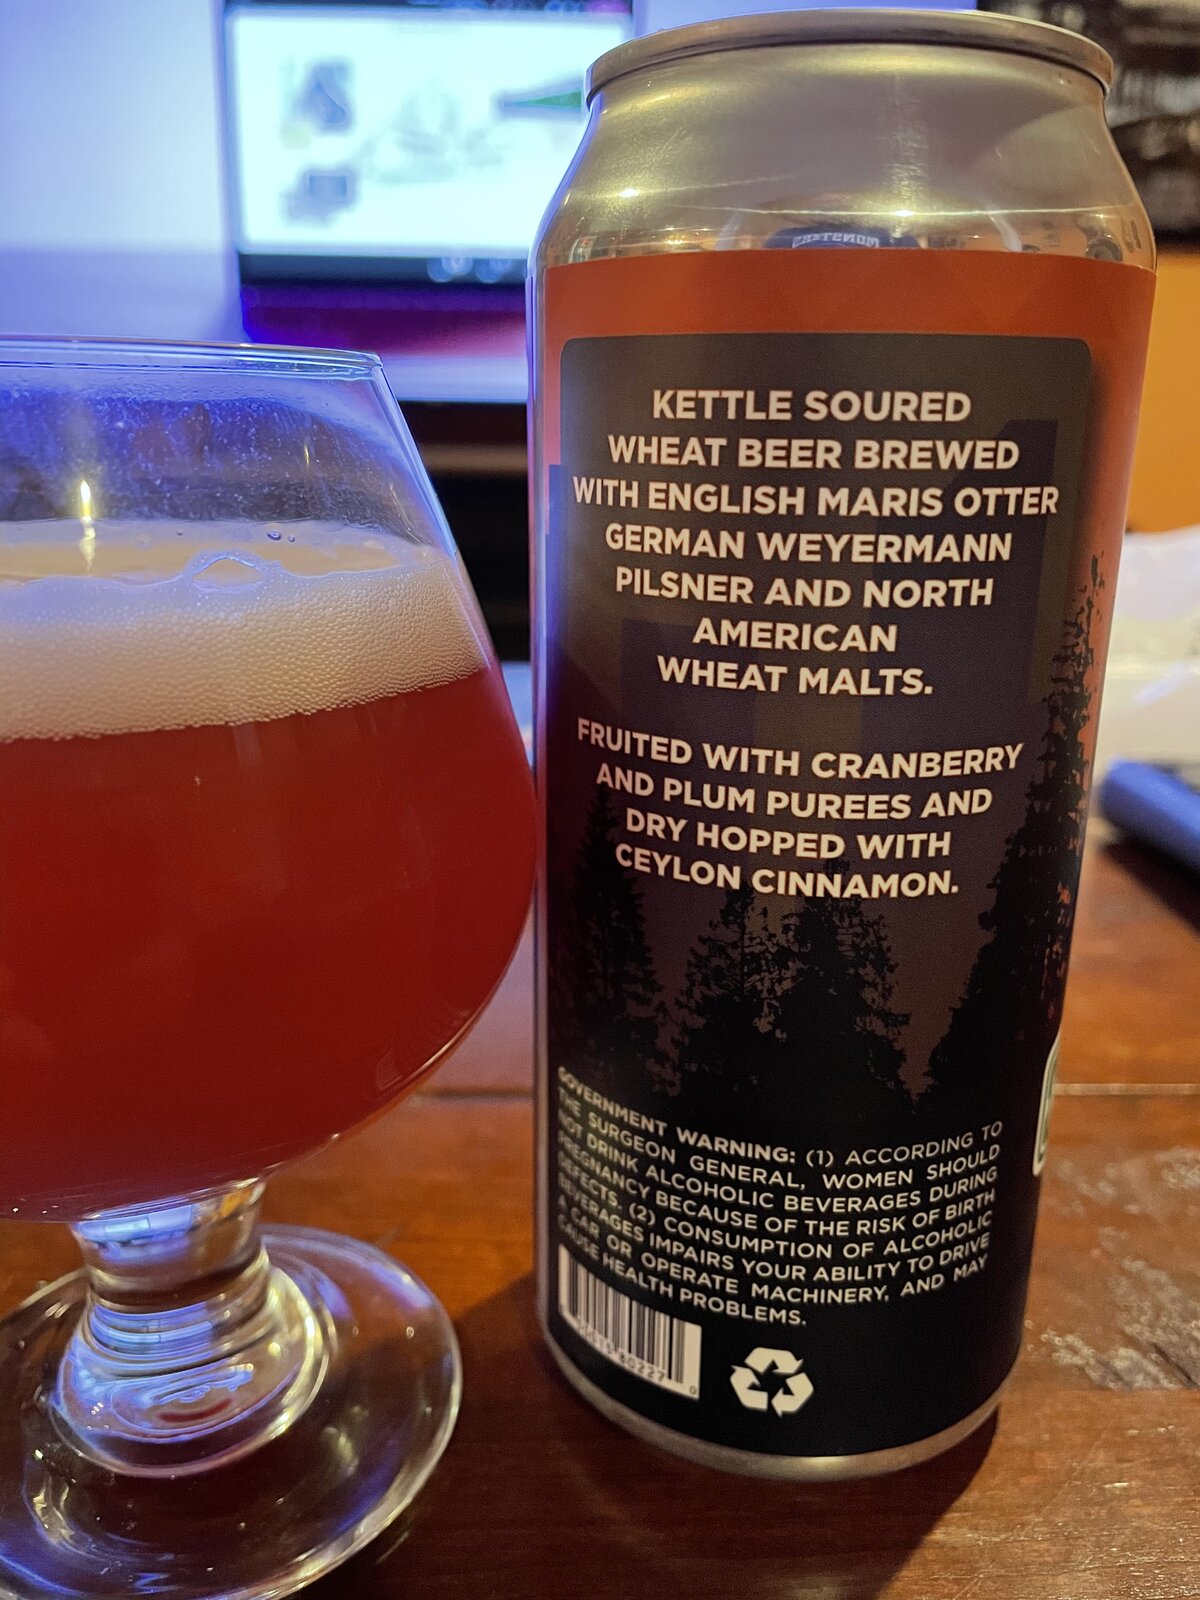 KETTLE SOURED
WHEAT BEER BREWED
WITH ENGLISH MARIS OTTER
GERMAN WEYERMANN
PILSNER AND NORTH
AMERICAN
WHEAT MALTS.
FRUITED WITH CRANBERRY
AND PLUM PUREES AND
DRY HOPPED WITH
CEYLON CINNAMON.
GOVERNMENT WARNING: (1) ACCORDING TO
THE SURGEON GENERAL, WOMEN SHOULD
NOT DRINK ALCOHOLIC BEVERAGES DURING
PREGNANCY BECAUSE OF THE RISK OF BIRTH
DEFECTS. (2) CONSUMPTION OF ALCOHOLIC
BEVERAGES IMPAIRS YOUR ABILITY TO DRIVE
A CAR OR OPERATE MACHINERY, AND MAY
CAUSE HEALTH PROBLEMS.
0